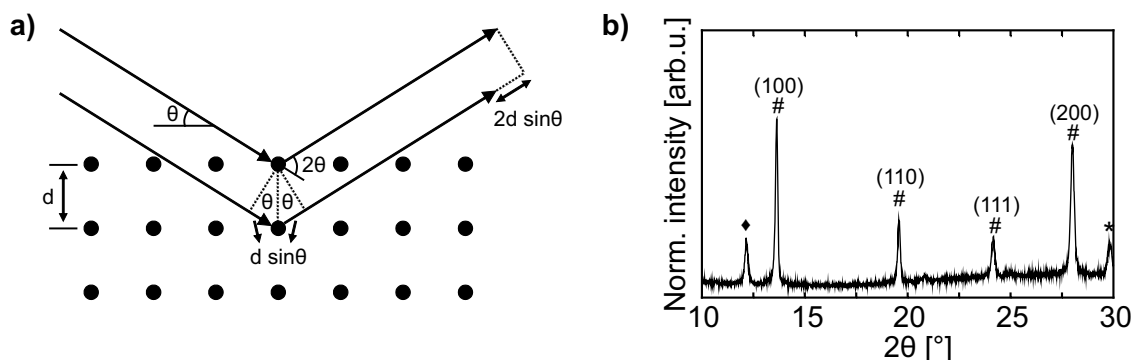 a)
θ
2d sinθ
2θ
d
θ θ
d sinθ
b)
Norm. intensity [arb.u.]
(100)
#
(110)
#
(111)
#
(200)
#
♦
*
10 15 20 25 30
2θ [°]